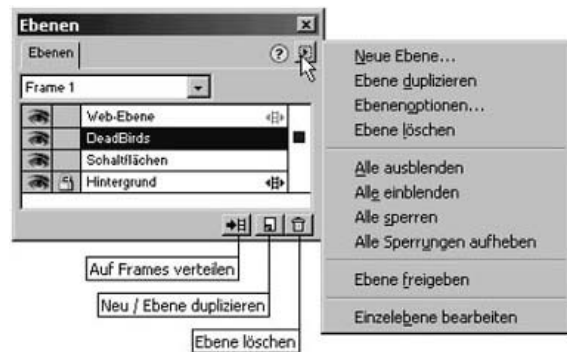 Ebenen
Ebenen
Frame 1
Web-Ebene
DeadBirds
Schaltflächen
Hintergrund
Auf Frames verteilen
Neu / Ebene duplizieren
Ebene löschen
Neue Ebene...
Ebene duplizieren
Ebenenoptionen...
Ebene löschen
Alle ausblenden
Alle einblenden
Alle sperren
Alle Sperrungen aufheben
Ebene freigeben
Einzelebene bearbeiten